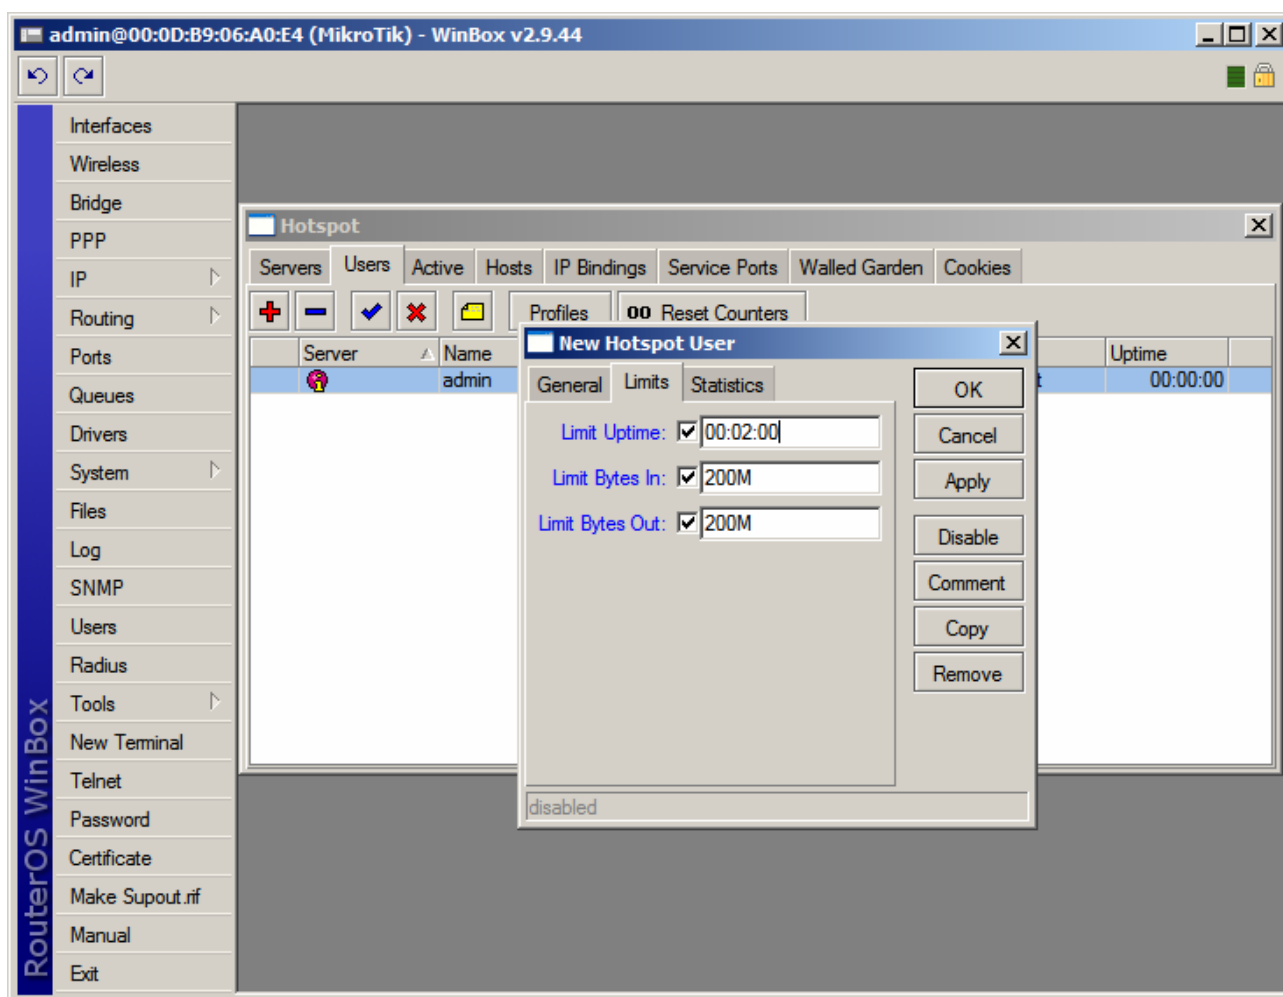 admin@00:0D:B9:06:A0:E4 (MikroTik) - WinBox v2.9.44
Interfaces
Wireless
Bridge
PPP
IP
Routing
Ports
Queues
Drivers
System
Files
Log
SNMP
Users
Radius
Tools
New Terminal
Telnet
Password
Certificate
Make Supout.rif
Manual
Exit
RouterOS WinBox
Hotspot
Servers Users Active Hosts IP Bindings Service Ports Walled Garden Cookies
Profiles 00 Reset Counters
Server Name Uptime
admin 00:00:00
New Hotspot User
General Limits Statistics
Limit Uptime: 00:02:00
Limit Bytes In: 200M
Limit Bytes Out: 200M
OK
Cancel
Apply
Disable
Comment
Copy
Remove
disabled